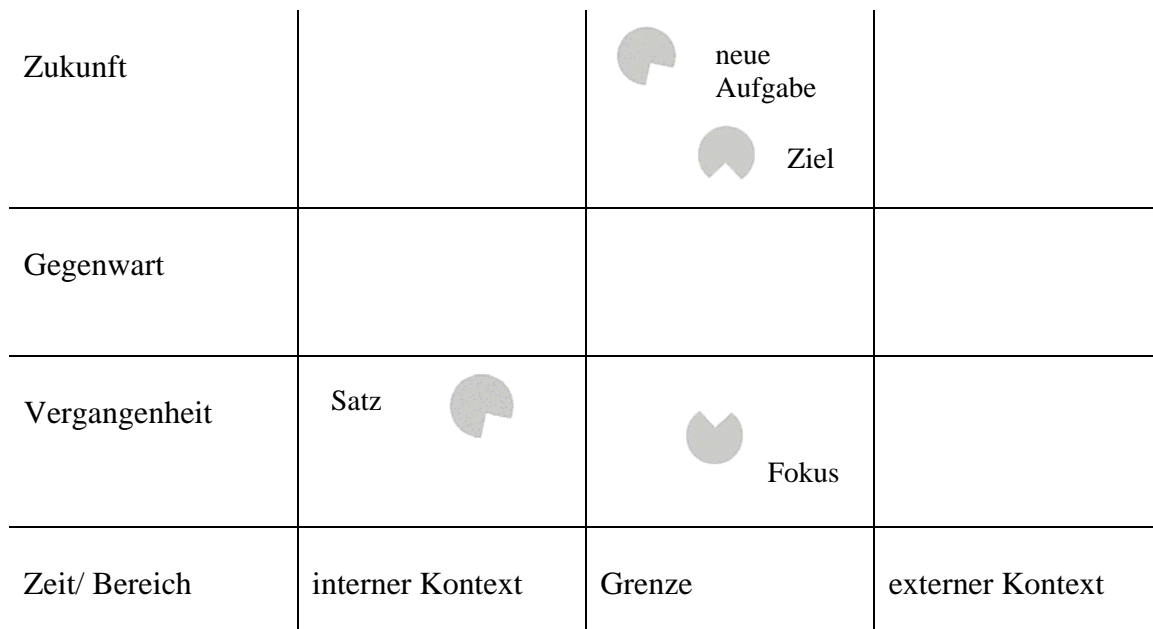 Zukunft
neue
Aufgabe
Ziel
Gegenwart
Vergangenheit
Satz
Fokus
Zeit/ Bereich
interner Kontext
Grenze
externer Kontext